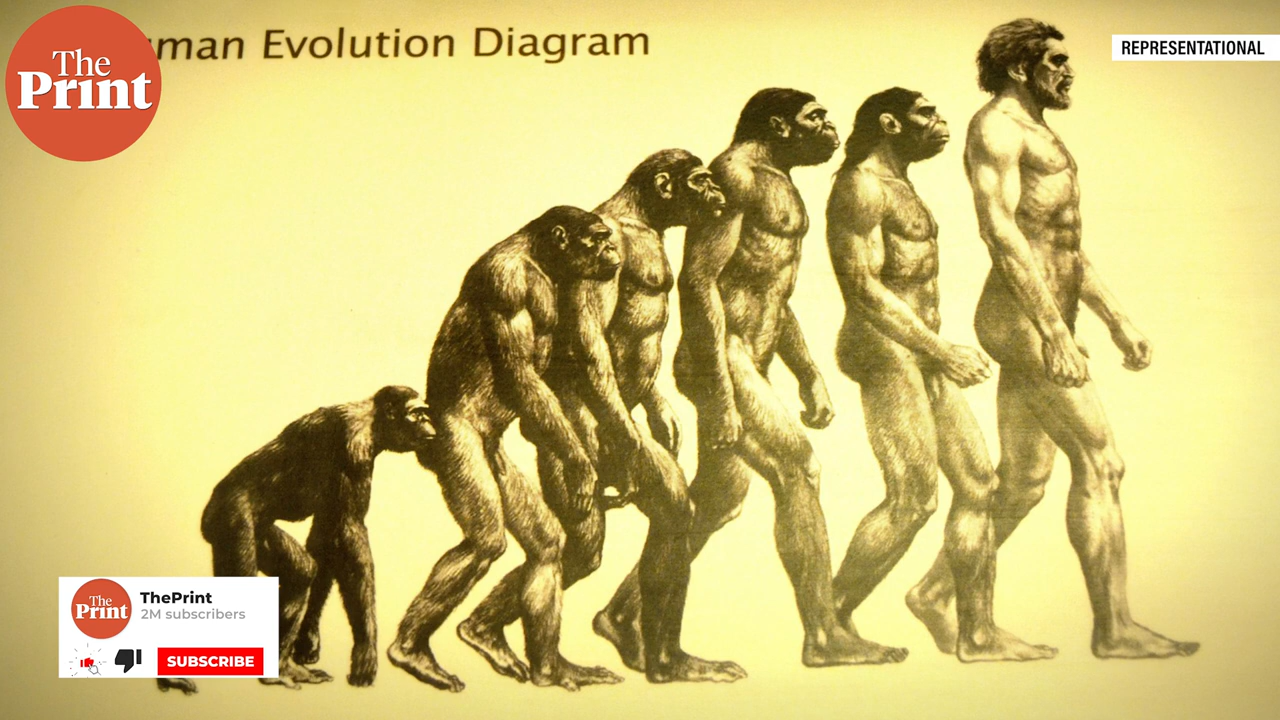 The
Print
man Evolution Diagram
REPRESENTATIONAL
The
Print
ThePrint
2M subscribers
SUBSCRIBE